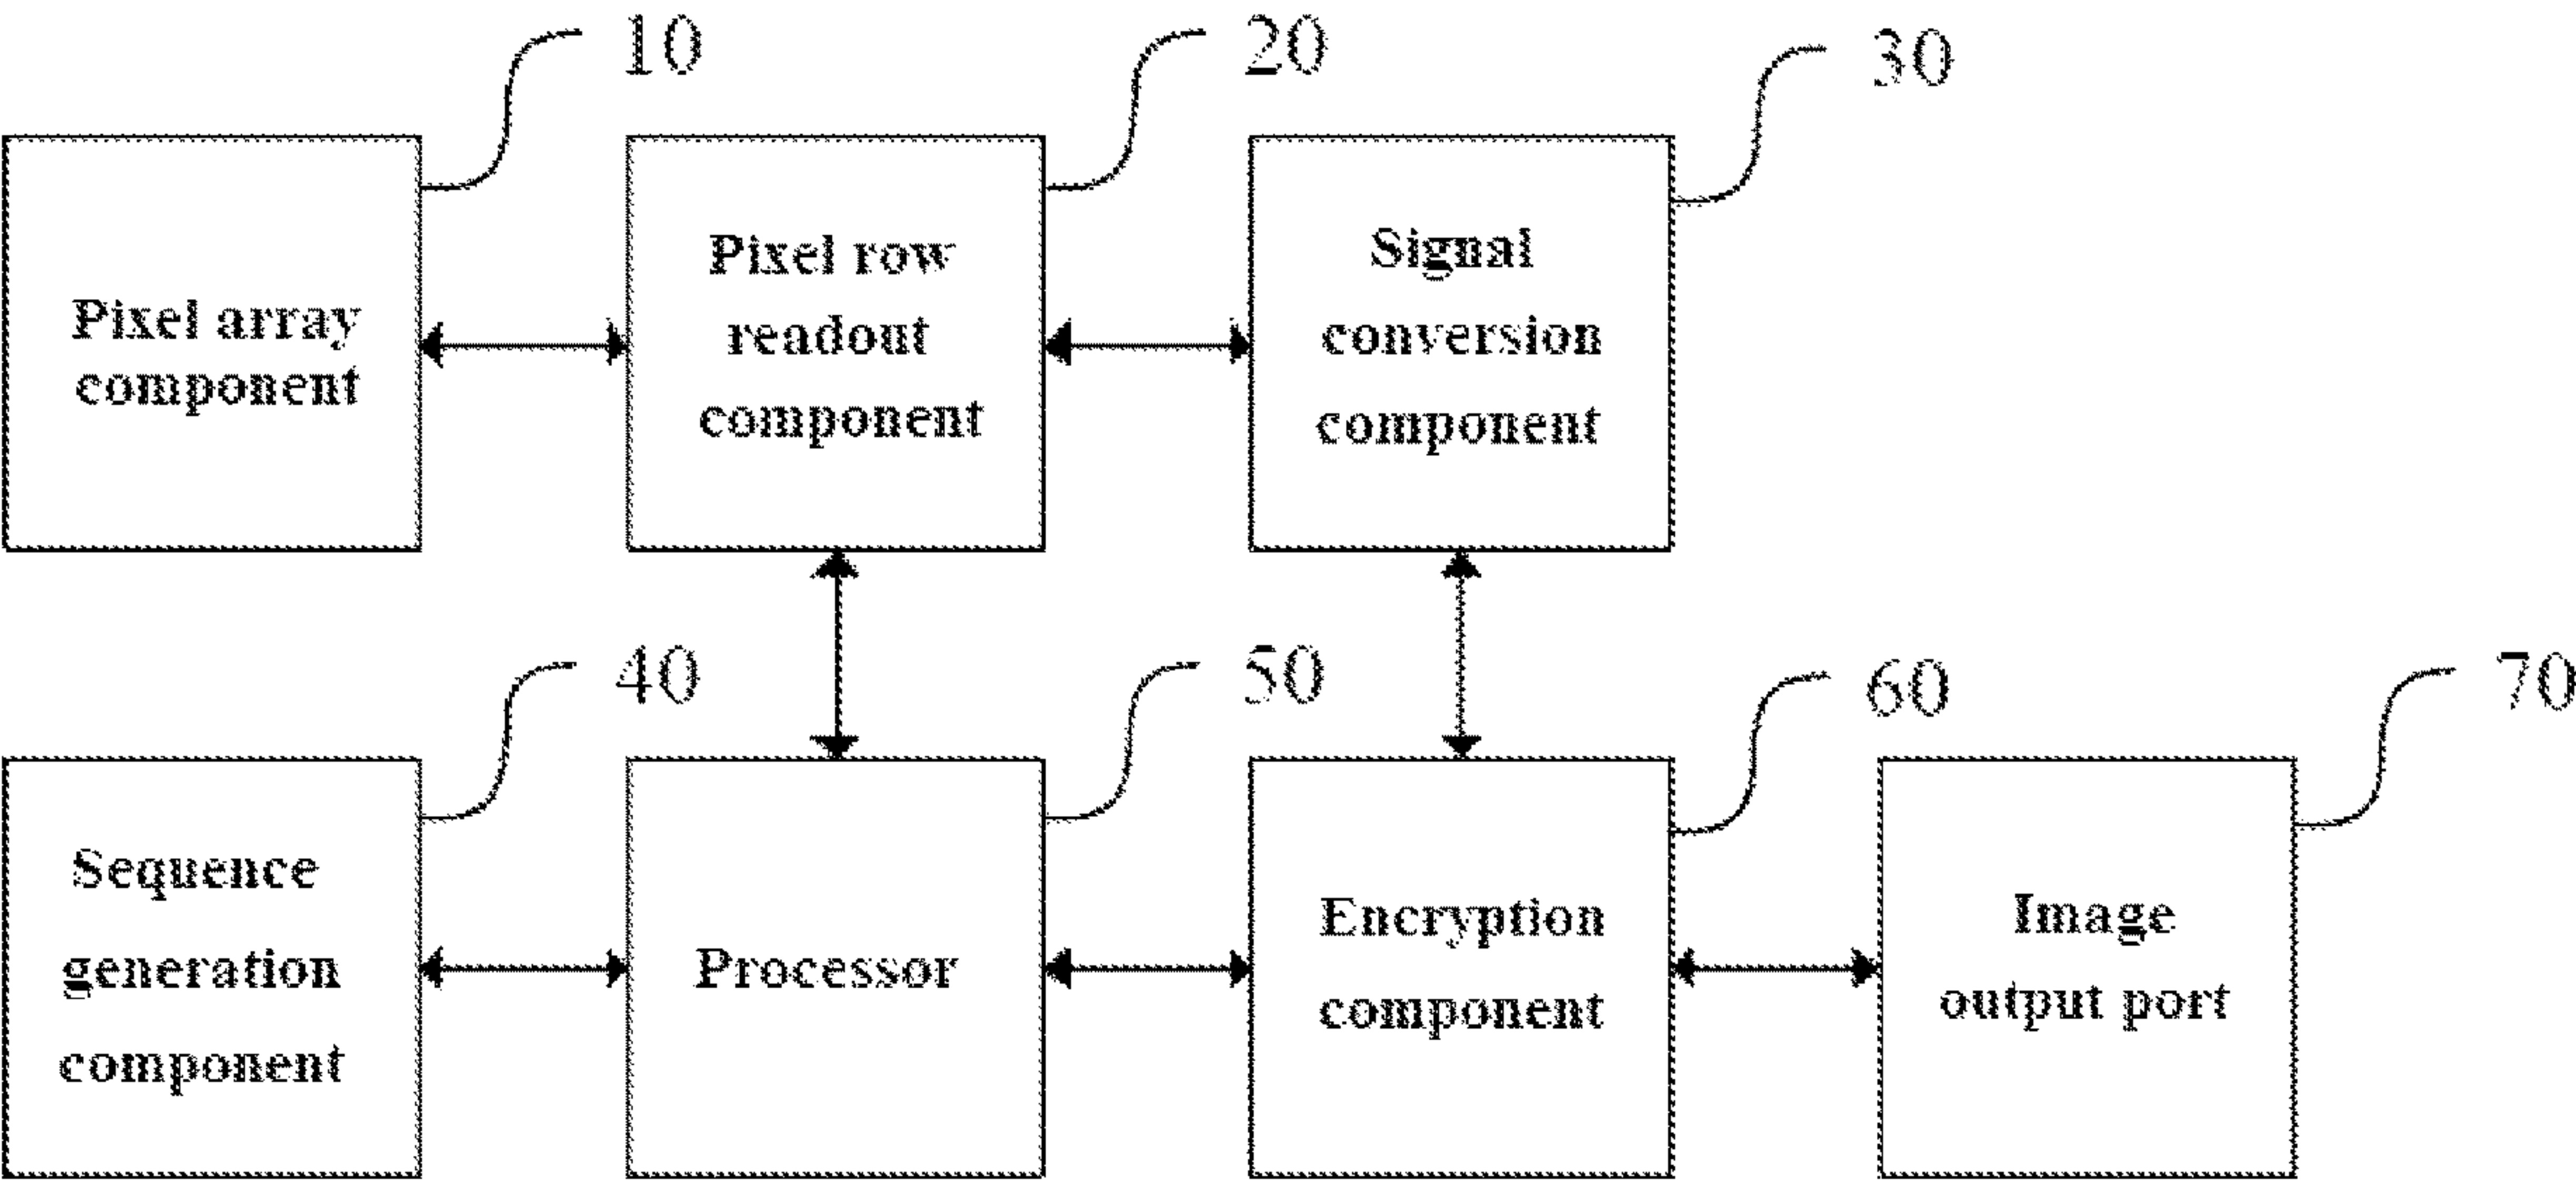 10
20
30
Pixel array
component
Pixel row
readout
component
Signal
conversion
component
40
50
60
70
Sequence
generation
component
Processor
Encryption
component
Image
output port